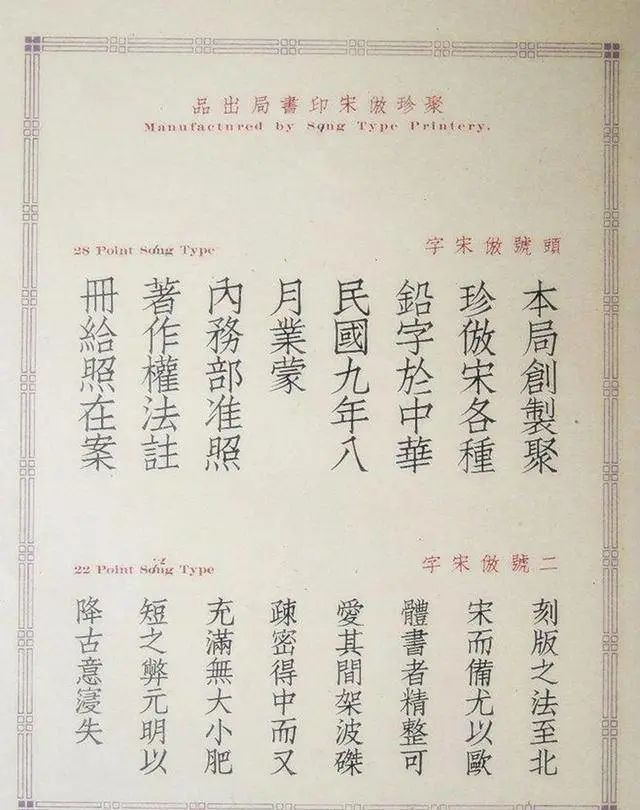 聚珍倣宋印書局出品
Manufactured by Song Type Printery.
頭號倣宋字
28 Point Song Type
本局創製聚
珍倣宋各種
鉛字於中華
民國九年八
月業蒙
內務部准照
著作權法註
冊給照在案
二號倣宋字
22 Point Song Type
刻版之法至北
宋而備尤以歐
體書者精整可
愛其間架波磔
疎密得中而又
充滿無大小肥
短之弊元明以
降古意寖失